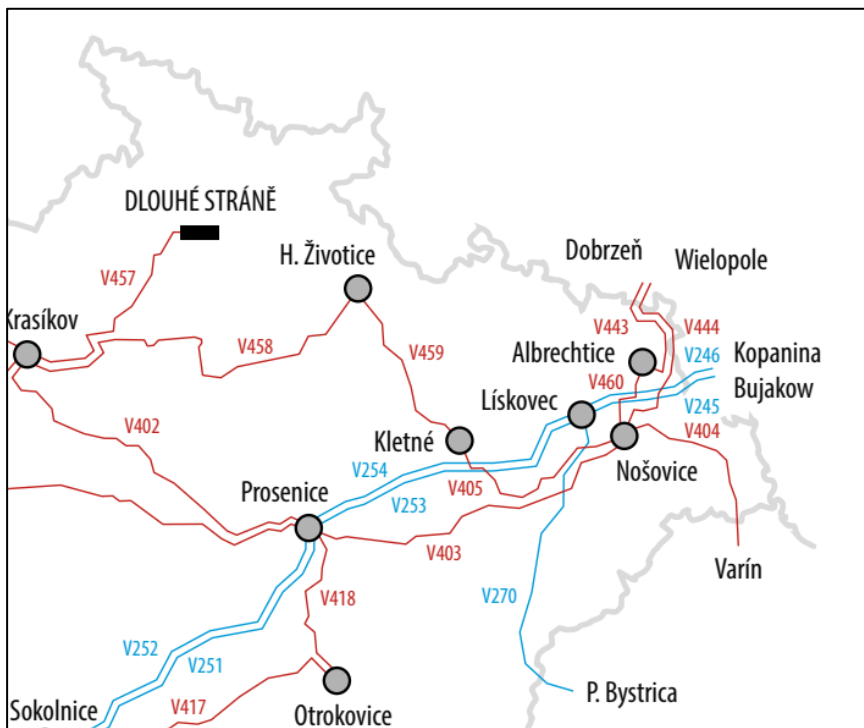 DLOUHÉ STRÁNĚ
V457
H. Životice
Dobrzeň
Wielopole
Krasíkov
V458
V459
V443
V444
Albrechtice
V246
Kopanina
V460
Bujakow
V245
Lískovec
V402
Kletné
V404
V254
V405
Nošovice
Prosenice
V253
V403
Varín
V418
V270
V252
V251
P. Bystrica
Sokolnice
V417
Otrokovice